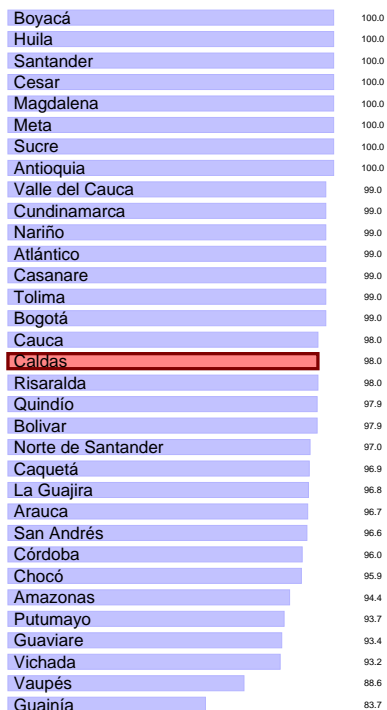 Boyacá 100.0
Huila 100.0
Santander 100.0
Cesar 100.0
Magdalena 100.0
Meta 100.0
Sucre 100.0
Antioquia 100.0
Valle del Cauca 99.0
Cundinamarca 99.0
Nariño 99.0
Atlántico 99.0
Casanare 99.0
Tolima 99.0
Bogotá 99.0
Cauca 98.0
Caldas 98.0
Risaralda 98.0
Quindío 97.9
Bolivar 97.9
Norte de Santander 97.0
Caquetá 96.9
La Guajira 96.8
Arauca 96.7
San Andrés 96.6
Córdoba 96.0
Chocó 95.9
Amazonas 94.4
Putumayo 93.7
Guaviare 93.4
Vichada 93.2
Vaupés 88.6
Guainía 83.7